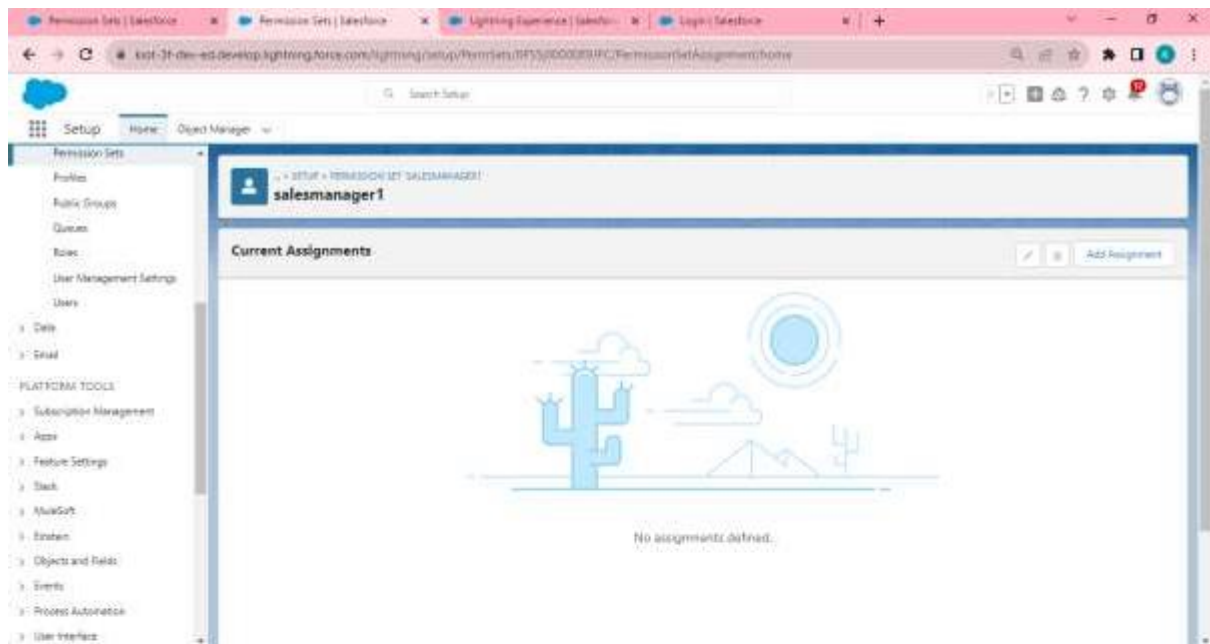 Permission Sets | Salesforce
Permission Sets | Salesforce
Lightning Experience | Salesfor
Login | Salesforce
Search Setup
Setup
Home
Object Manager
Permission Sets
Profiles
Public Groups
Queues
Roles
User Management Settings
Users
Data
Email
PLATFORM TOOLS
Subscription Management
Apps
Feature Settings
Slack
MuleSoft
Einstein
Objects and Fields
Events
Process Automation
User Interface
... > SETUP > PERMISSION SET 'SALESMANAGER1'
salesmanager1
Current Assignments
Add Assignment
No assignments defined.